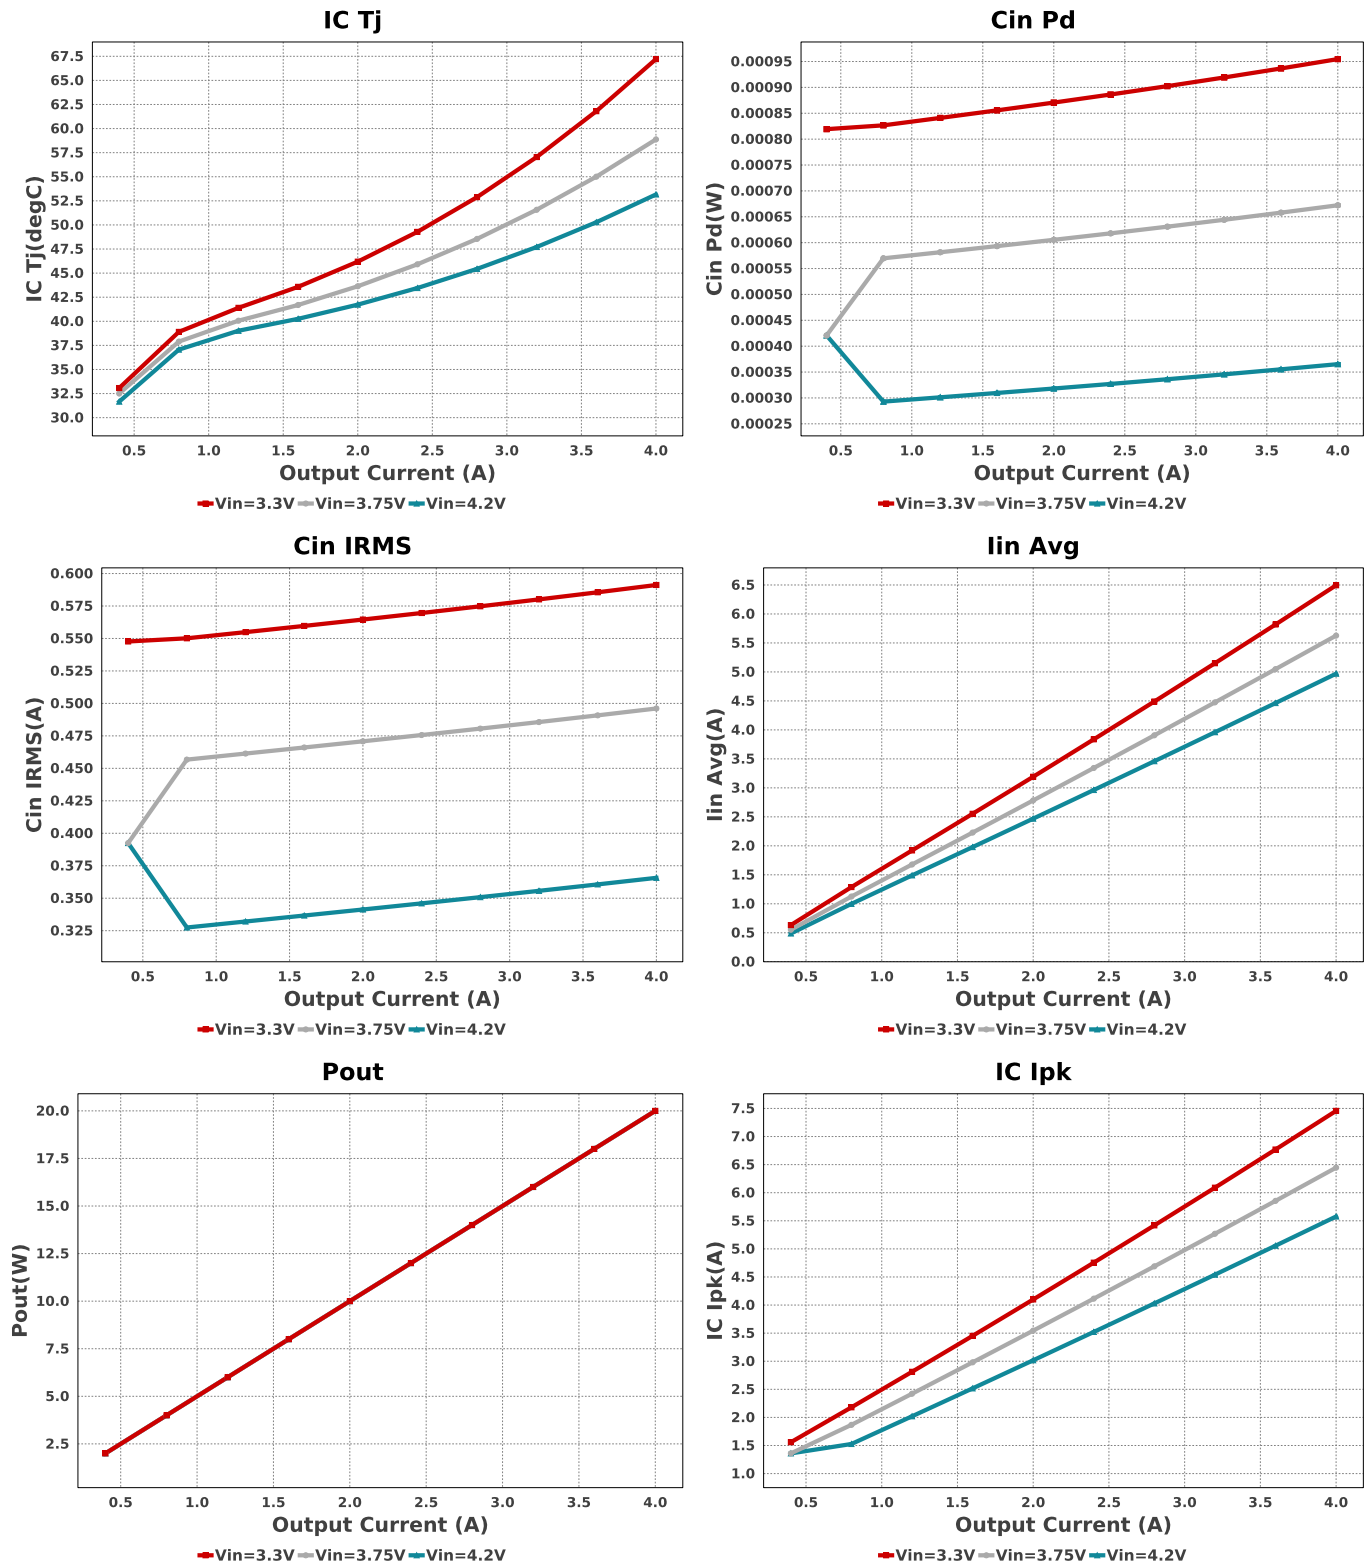 IC Tj
67.5
65.0
62.5
60.0
57.5
55.0
52.5
50.0
47.5
45.0
42.5
40.0
37.5
35.0
32.5
30.0
IC Tj(degC)
0.5 1.0 1.5 2.0 2.5 3.0 3.5 4.0
Output Current (A)
Vin=3.3V Vin=3.75V Vin=4.2V
Cin Pd
0.00095
0.00090
0.00085
0.00080
0.00075
0.00070
0.00065
0.00060
0.00055
0.00050
0.00045
0.00040
0.00035
0.00030
0.00025
Cin Pd(W)
0.5 1.0 1.5 2.0 2.5 3.0 3.5 4.0
Output Current (A)
Vin=3.3V Vin=3.75V Vin=4.2V
Cin IRMS
0.600
0.575
0.550
0.525
0.500
0.475
0.450
0.425
0.400
0.375
0.350
0.325
Cin IRMS(A)
0.5 1.0 1.5 2.0 2.5 3.0 3.5 4.0
Output Current (A)
Vin=3.3V Vin=3.75V Vin=4.2V
Iin Avg
6.5
6.0
5.5
5.0
4.5
4.0
3.5
3.0
2.5
2.0
1.5
1.0
0.5
0.0
Iin Avg(A)
0.5 1.0 1.5 2.0 2.5 3.0 3.5 4.0
Output Current (A)
Vin=3.3V Vin=3.75V Vin=4.2V
Pout
20.0
17.5
15.0
12.5
10.0
7.5
5.0
2.5
Pout(W)
0.5 1.0 1.5 2.0 2.5 3.0 3.5 4.0
Output Current (A)
Vin=3.3V Vin=3.75V Vin=4.2V
IC Ipk
7.5
7.0
6.5
6.0
5.5
5.0
4.5
4.0
3.5
3.0
2.5
2.0
1.5
1.0
IC Ipk(A)
0.5 1.0 1.5 2.0 2.5 3.0 3.5 4.0
Output Current (A)
Vin=3.3V Vin=3.75V Vin=4.2V